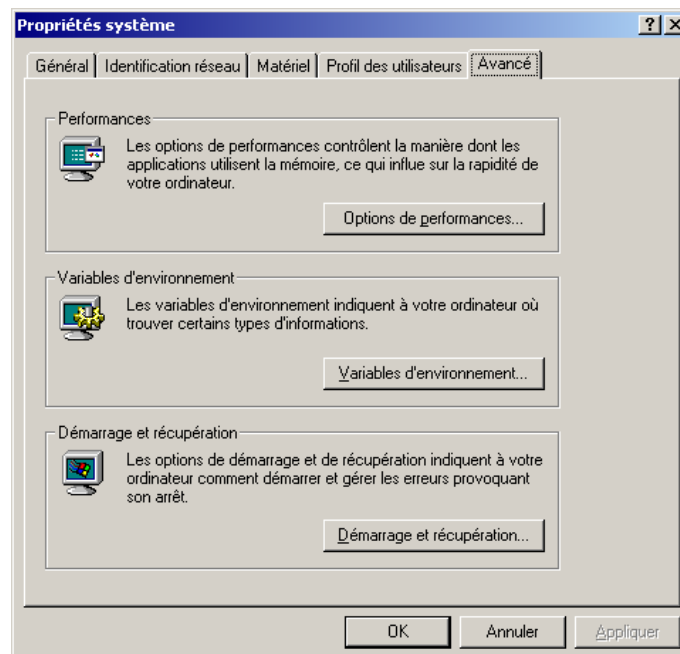 Propriétés système
Général
Identification réseau
Matériel
Profil des utilisateurs
Avancé
Performances
Les options de performances contrôlent la manière dont les
applications utilisent la mémoire, ce qui influe sur la rapidité de
votre ordinateur.
Options de performances...
Variables d'environnement
Les variables d'environnement indiquent à votre ordinateur où
trouver certains types d'informations.
Variables d'environnement...
Démarrage et récupération
Les options de démarrage et de récupération indiquent à votre
ordinateur comment démarrer et gérer les erreurs provoquant
son arrêt.
Démarrage et récupération...
OK
Annuler
Appliquer